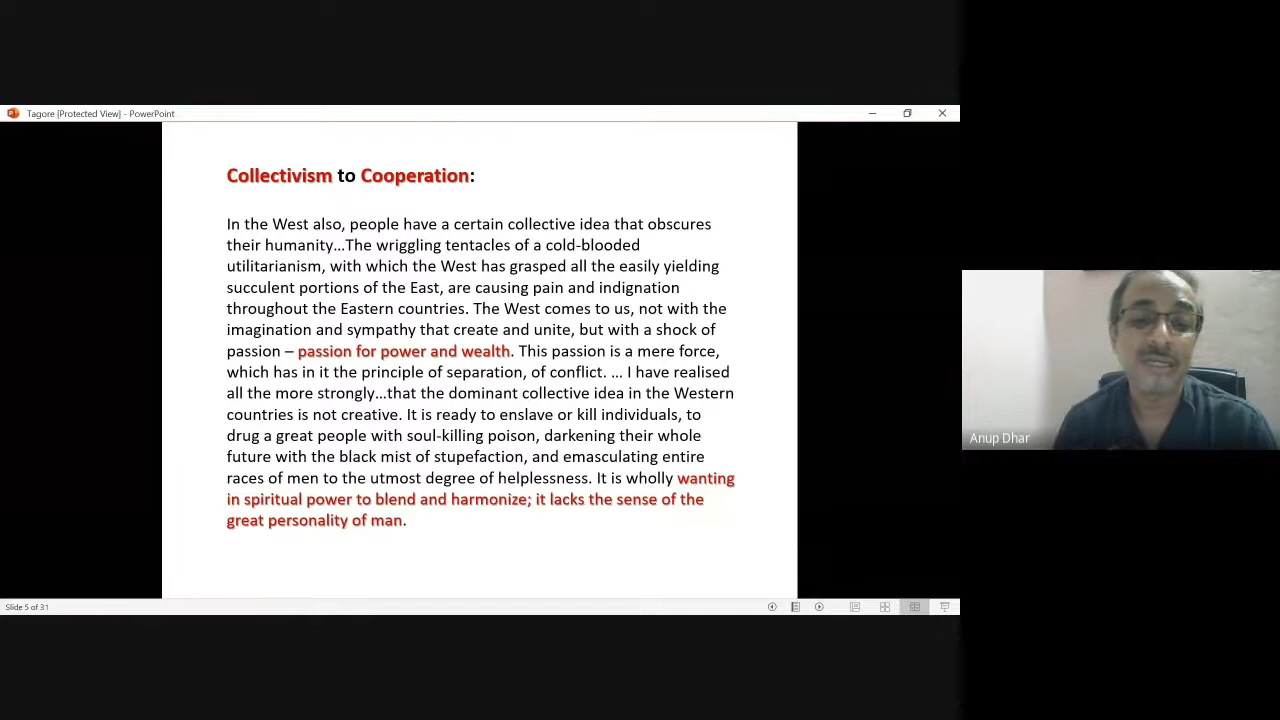 Tagore [Protected View] - PowerPoint
Collectivism to Cooperation:
In the West also, people have a certain collective idea that obscures
their humanity…The wriggling tentacles of a cold-blooded
utilitarianism, with which the West has grasped all the easily yielding
succulent portions of the East, are causing pain and indignation
throughout the Eastern countries. The West comes to us, not with the
imagination and sympathy that create and unite, but with a shock of
passion – passion for power and wealth. This passion is a mere force,
which has in it the principle of separation, of conflict. … I have realised
all the more strongly…that the dominant collective idea in the Western
countries is not creative. It is ready to enslave or kill individuals, to
drug a great people with soul-killing poison, darkening their whole
future with the black mist of stupefaction, and emasculating entire
races of men to the utmost degree of helplessness. It is wholly wanting
in spiritual power to blend and harmonize; it lacks the sense of the
great personality of man.
Anup Dhar
Slide 5 of 31